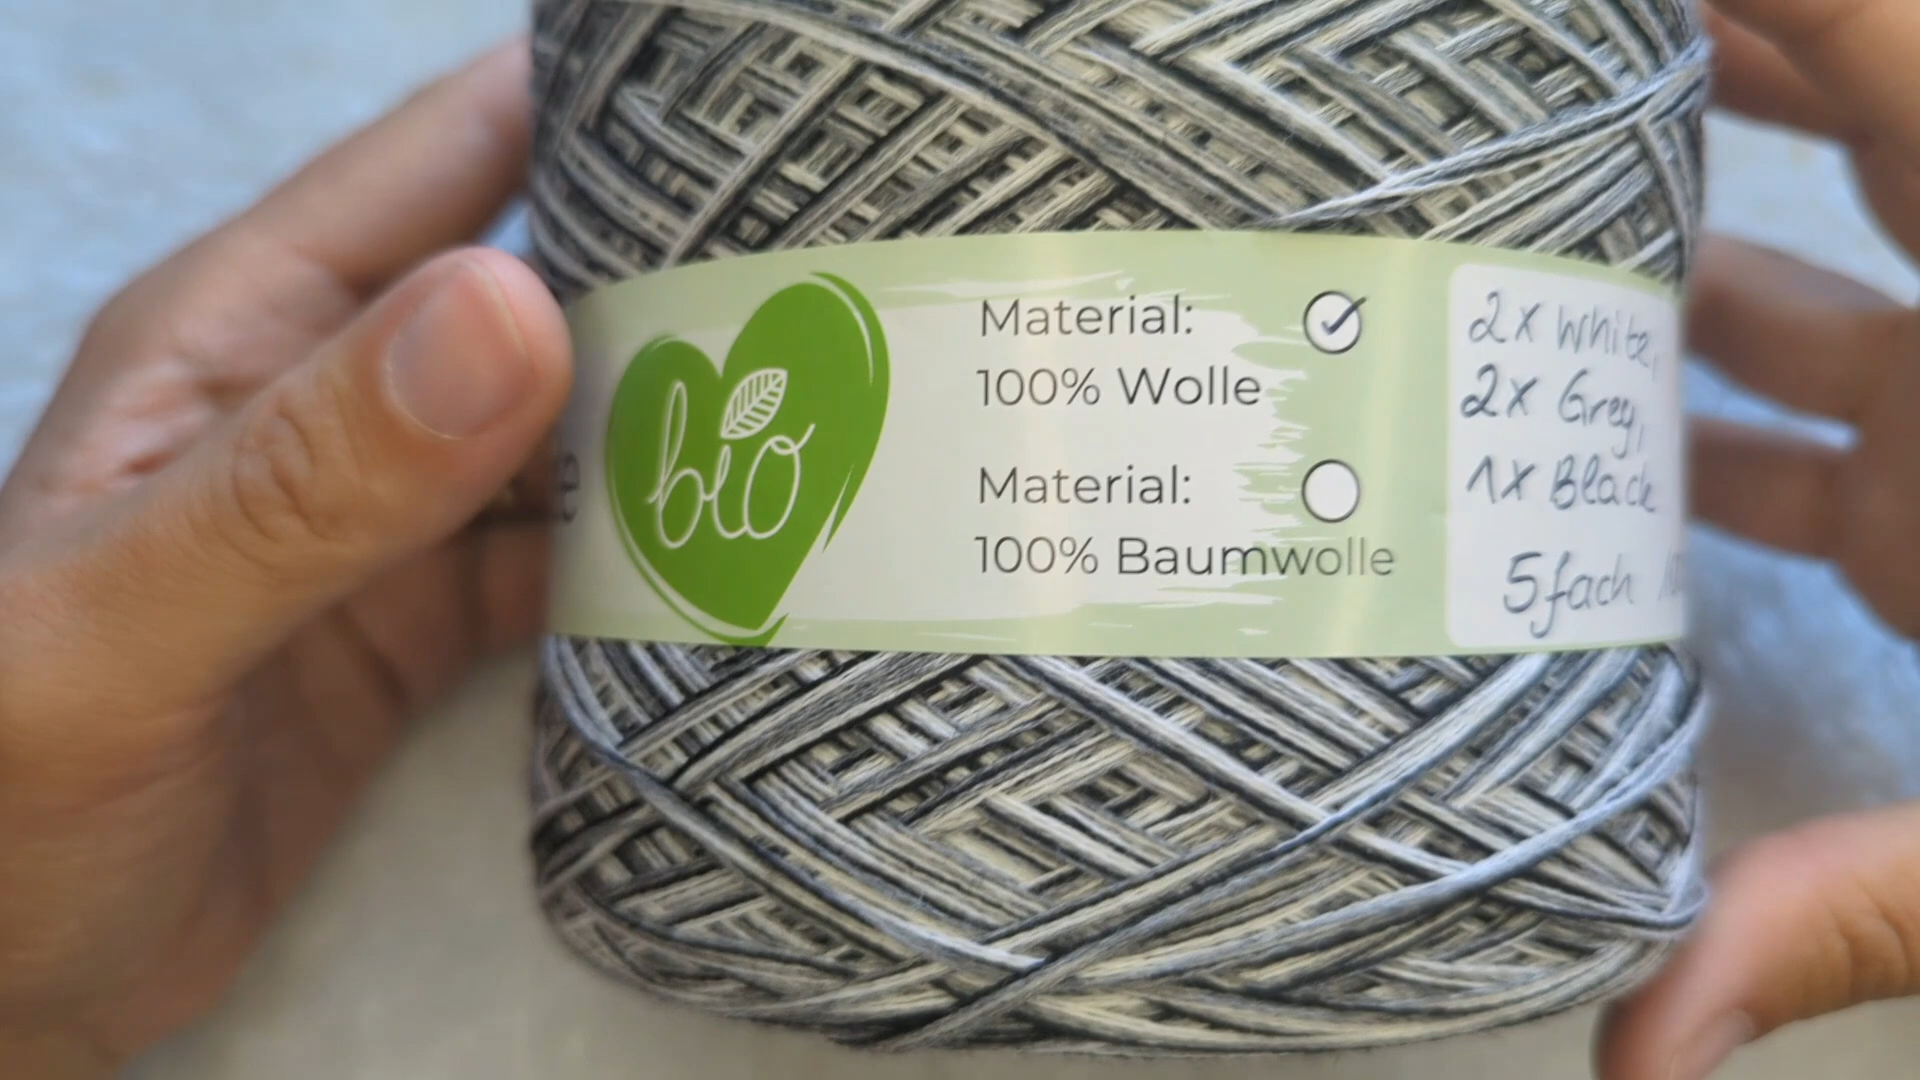 bio
Material:
100% Wolle
Material:
100% Baumwolle
2x White,
2x Grey,
1x Black
5fach